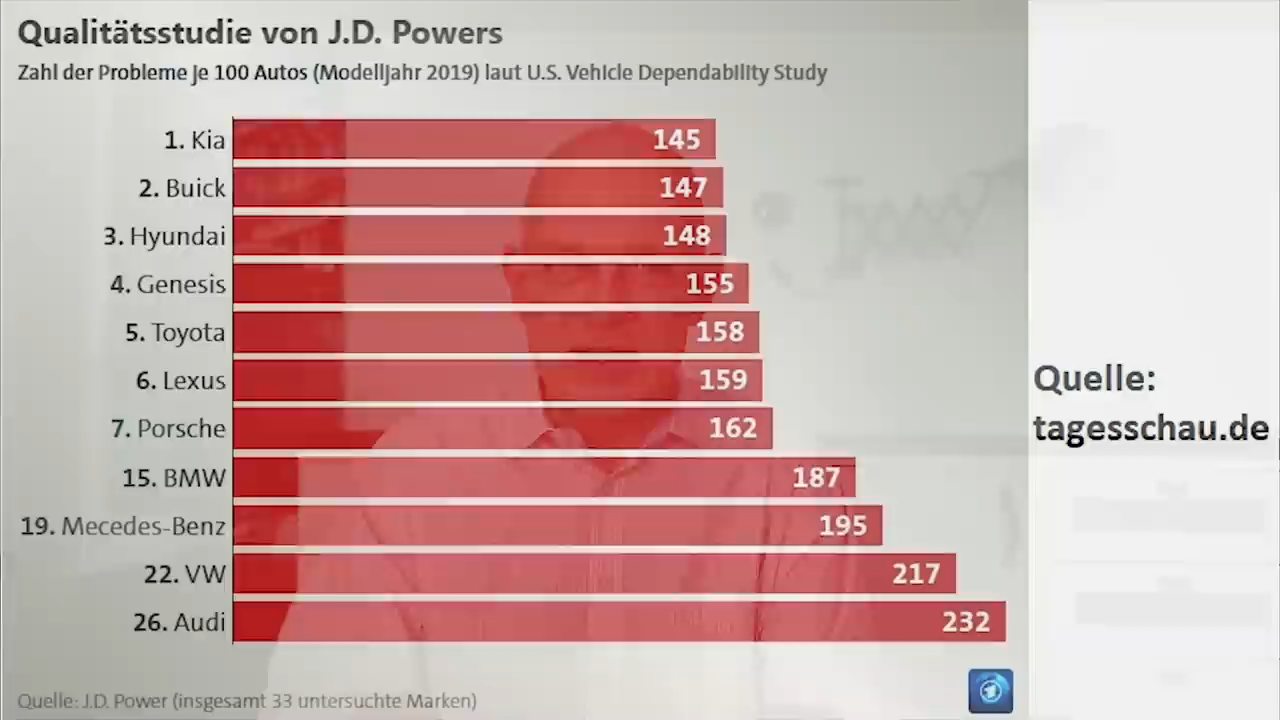 Qualitätsstudie von J.D. Powers
Zahl der Probleme je 100 Autos (Modelljahr 2019) laut U.S. Vehicle Dependability Study
1. Kia 145
2. Buick 147
3. Hyundai 148
4. Genesis 155
5. Toyota 158
6. Lexus 159
7. Porsche 162
15. BMW 187
19. Mecedes-Benz 195
22. VW 217
26. Audi 232
Quelle:
tagesschau.de
Quelle: J.D. Power (insgesamt 33 untersuchte Marken)